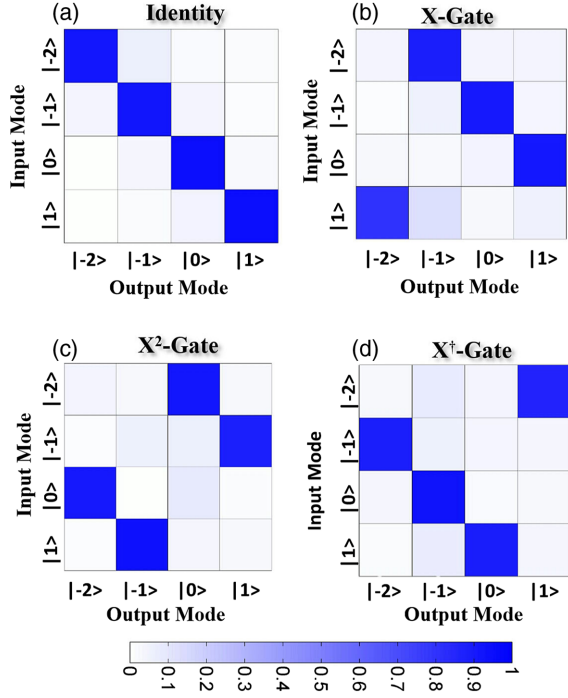 (a) Identity
Input Mode
|-2>
|-1>
|0>
|1>
|-2> |-1> |0> |1>
Output Mode
(b) X-Gate
Input Mode
|-2>
|-1>
|0>
|1>
|-2> |-1> |0> |1>
Output Mode
(c) X²-Gate
Input Mode
|-2>
|-1>
|0>
|1>
|-2> |-1> |0> |1>
Output Mode
(d) X†-Gate
Input Mode
|-2>
|-1>
|0>
|1>
|-2> |-1> |0> |1>
Output Mode
0 0.1 0.2 0.3 0.4 0.5 0.6 0.7 0.8 0.9 1